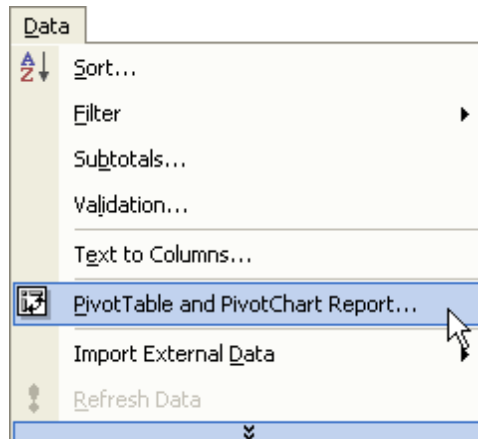 Data
A
Z
Sort...
Filter
Subtotals...
Validation...
Text to Columns...
PivotTable and PivotChart Report...
Import External Data
Refresh Data